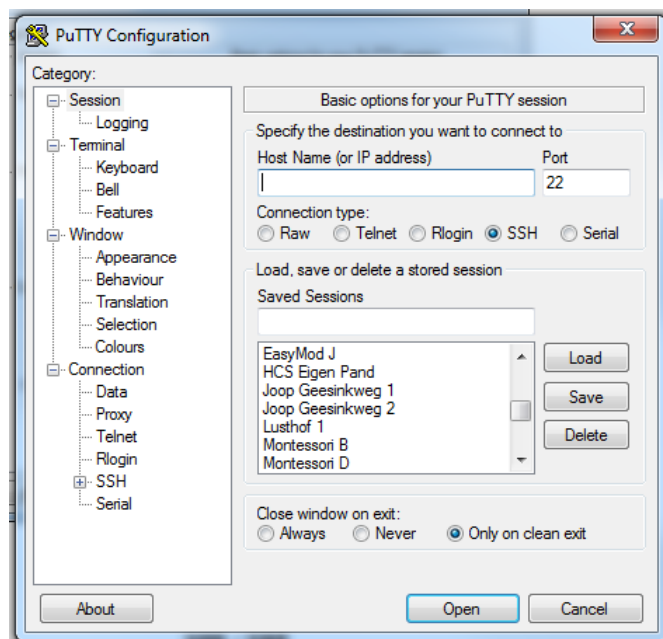 PuTTY Configuration
Category:
Session
Logging
Terminal
Keyboard
Bell
Features
Window
Appearance
Behaviour
Translation
Selection
Colours
Connection
Data
Proxy
Telnet
Rlogin
SSH
Serial
Basic options for your PuTTY session
Specify the destination you want to connect to
Host Name (or IP address) Port
22
Connection type:
Raw Telnet Rlogin SSH Serial
Load, save or delete a stored session
Saved Sessions
EasyMod J
HCS Eigen Pand
Joop Geesinkweg 1
Joop Geesinkweg 2
Lusthof 1
Montessori B
Montessori D
Load
Save
Delete
Close window on exit:
Always Never Only on clean exit
About Open Cancel